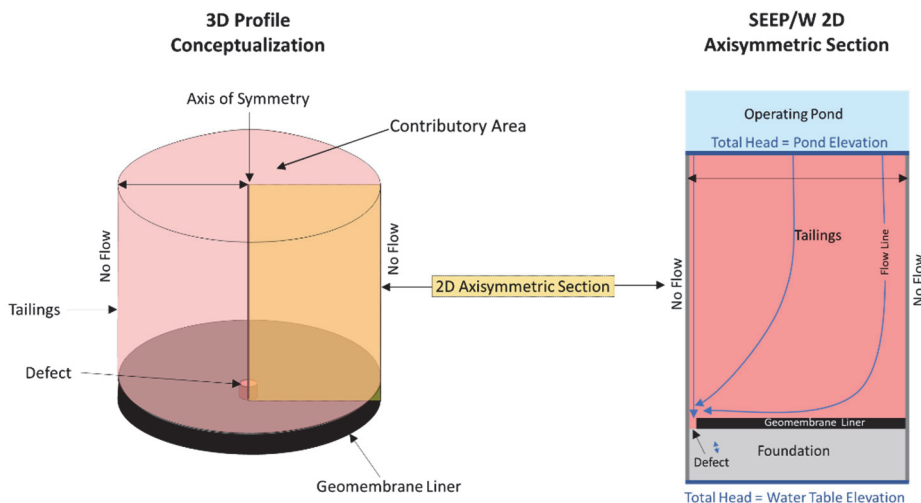 3D Profile
Conceptualization
Axis of Symmetry
Contributory Area
No Flow
No Flow
Tailings
Defect
Geomembrane Liner
2D Axisymmetric Section
SEEP/W 2D
Axisymmetric Section
Operating Pond
Total Head = Pond Elevation
Tailings
Flow Line
No Flow
No Flow
Geomembrane Liner
Defect
Foundation
Total Head = Water Table Elevation